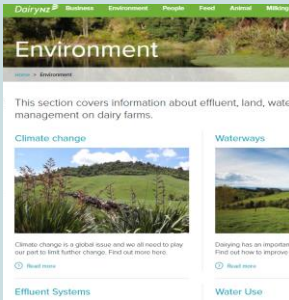 DairyNZ Business Environment People Feed Animal Milking
Environment
Home > Environment
This section covers information about effluent, land, wate
management on dairy farms.
Climate change
Waterways
Climate change is a global issue and we all need to play
our part to limit further change. Find out more here
Dairying has an importan
Find out how to improve
Read more
Read more
Effluent Systems
Water Use